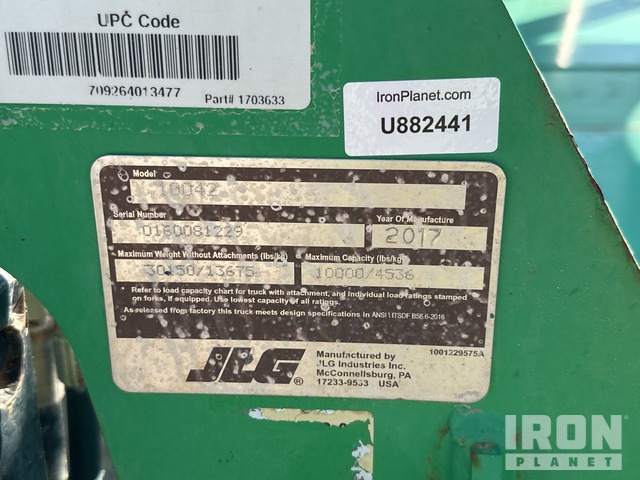 UPC Code
709264013477
Part# 1703633
IronPlanet.com
U882441
Model
10042
Serial Number
Year Of Manufacture
0160081229
2017
Maximum Weight Without Attachments (lbs/kg)
Maximum Capacity (lbs/kg)
30150/13675
10000/4536
* Refer to load capacity chart for truck with attachment, and individual load ratings stamped
on forks, if equipped. Use lowest capacity of all ratings.
As released from factory this truck meets design specifications in ANSI \ ITSDF B56.6-2016
JLG ®
Manufactured by
JLG Industries Inc.
McConnellsburg, PA
17233-9533 USA
1001229575A
IRON
PLANET